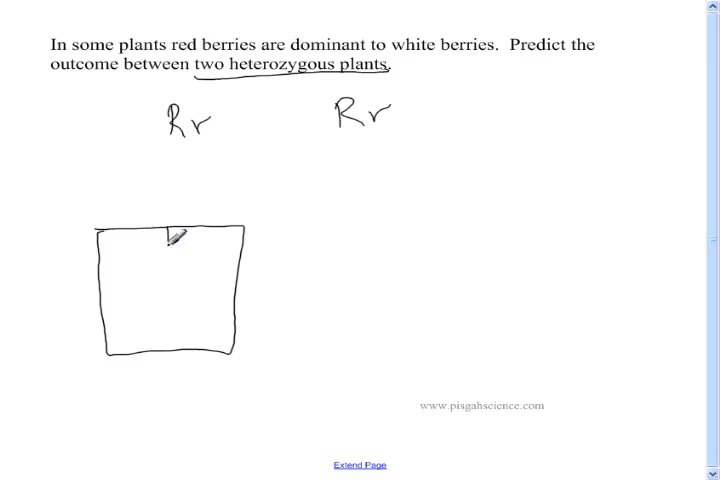 In some plants red berries are dominant to white berries.  Predict the
outcome between two heterozygous plants.
Rr Rr
www.pisgahscience.com
Extend Page